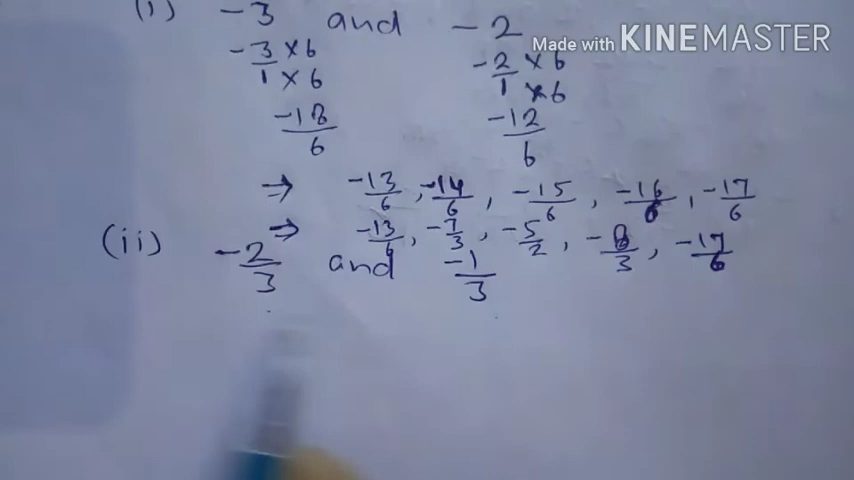 (i) -3 and -2
Made with KINEMASTER
-3/1 × 6/6 -2/1 × 6/6
-18/6 -12/6
⇒ -13/6, -14/6, -15/6, -16/6, -17/6
⇒ -13/6, -7/3, -5/2, -8/3, -17/6
(ii) -2/3 and -1/3